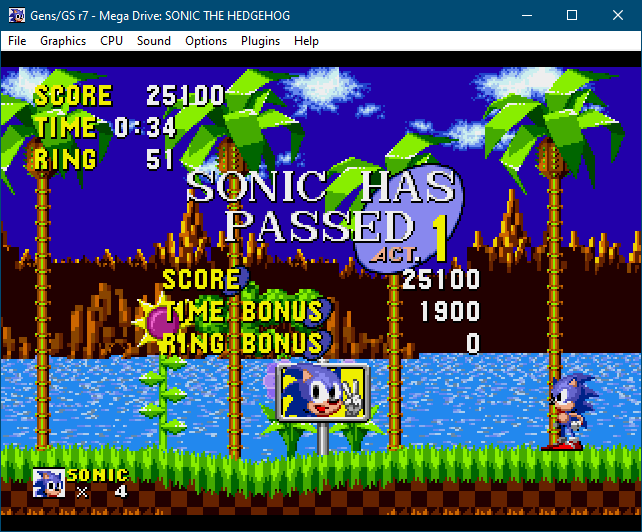 Gens/GS r7 - Mega Drive: SONIC THE HEDGEHOG
File Graphics CPU Sound Options Plugins Help
SCORE 25100
TIME 0:34
RING 51
SONIC HAS
PASSED
ACT. 1
SCORE 25100
TIME BONUS 1900
RING BONUS 0
SONIC
x 4